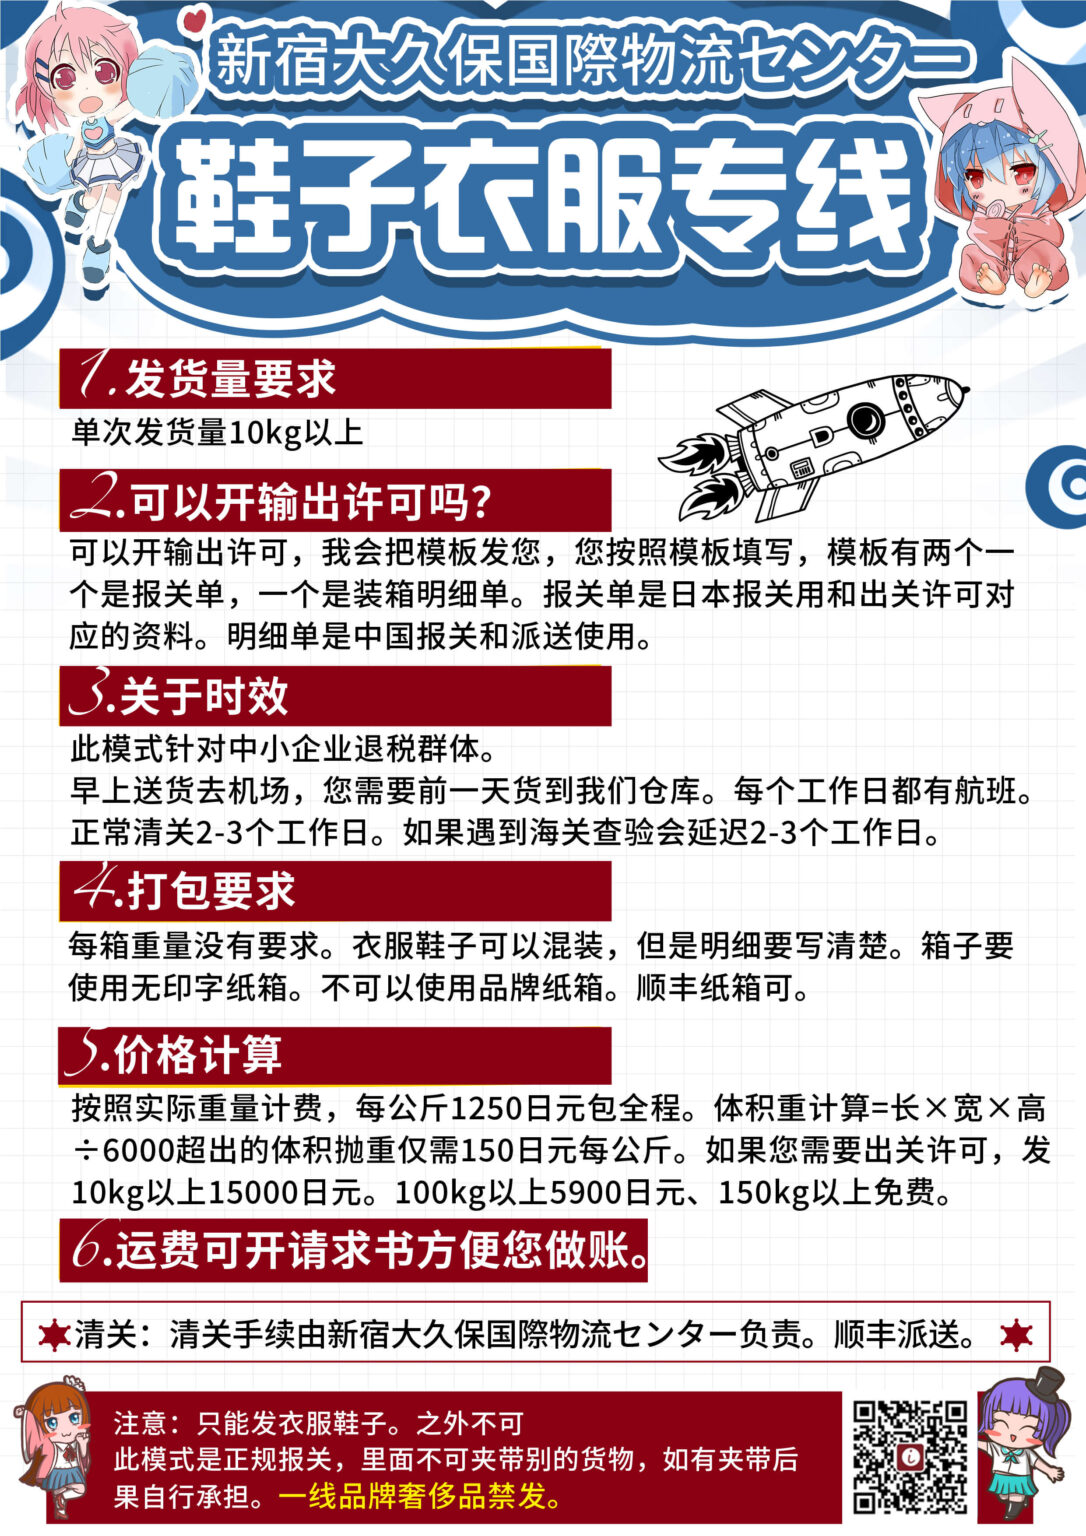 新宿大久保国際物流センター
鞋子衣服专线
1.发货量要求
单次发货量10kg以上
2.可以开输出许可吗？
可以开输出许可，我会把模板发您，您按照模板填写，模板有两个一
个是报关单，一个是装箱明细单。报关单是日本报关用和出关许可对
应的资料。明细单是中国报关和派送使用。
3.关于时效
此模式针对中小企业退税群体。
早上送货去机场，您需要前一天货到我们仓库。每个工作日都有航班。
正常清关2-3个工作日。如果遇到海关查验会延迟2-3个工作日。
4.打包要求
每箱重量没有要求。衣服鞋子可以混装，但是明细要写清楚。箱子要
使用无印字纸箱。不可以使用品牌纸箱。顺丰纸箱可。
5.价格计算
按照实际重量计费，每公斤1250日元包全程。体积重计算=长×宽×高
÷6000超出的体积抛重仅需150日元每公斤。如果您需要出关许可，发
10kg以上15000日元。100kg以上5900日元、150kg以上免费。
6.运费可开请求书方便您做账。
清关：清关手续由新宿大久保国際物流センター负责。顺丰派送。
注意：只能发衣服鞋子。之外不可
此模式是正规报关，里面不可夹带别的货物，如有夹带后
果自行承担。一线品牌奢侈品禁发。